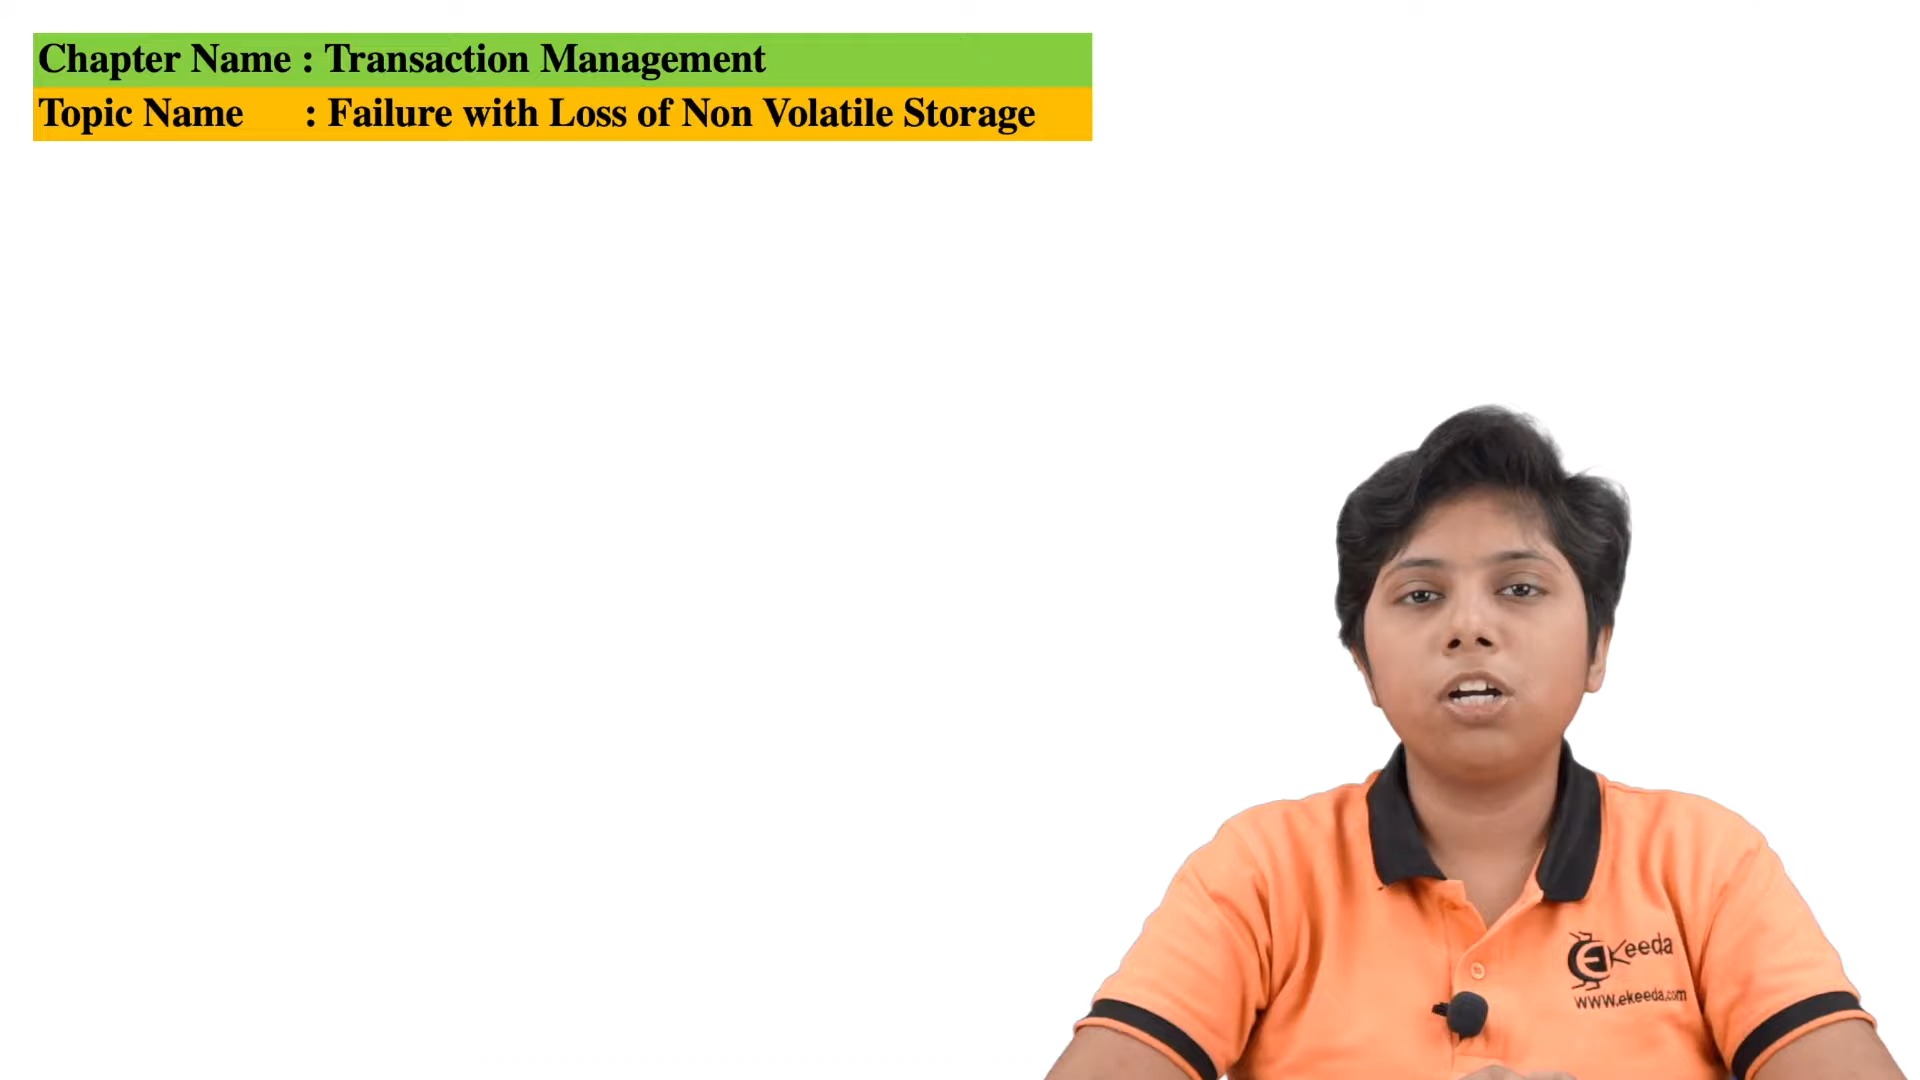 Chapter Name : Transaction Management
Topic Name : Failure with Loss of Non Volatile Storage
Ekeeda
www.ekeeda.com